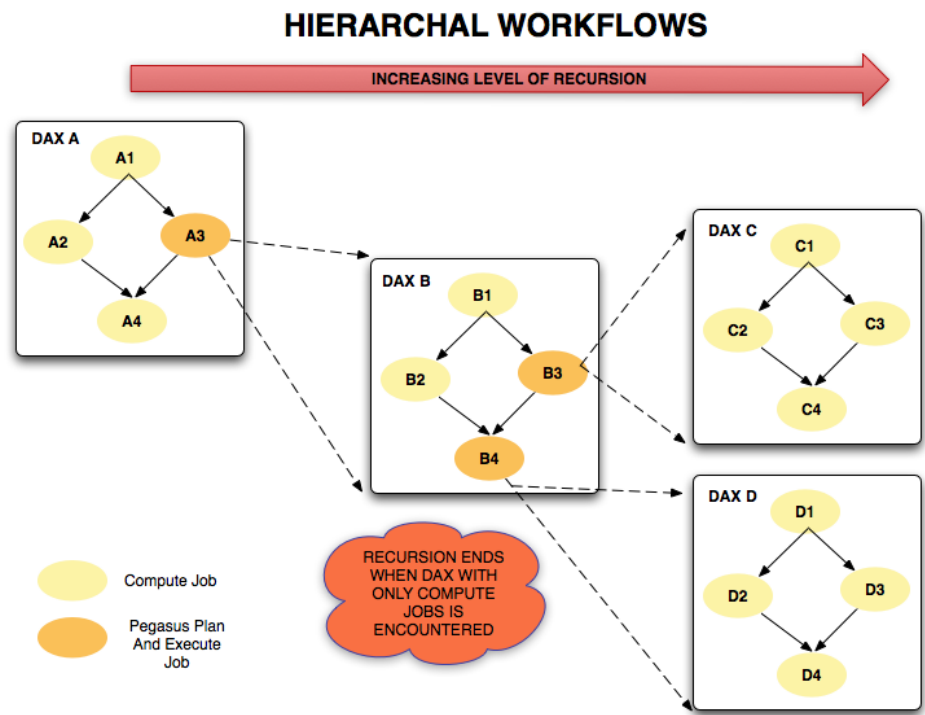 HIERARCHAL WORKFLOWS
INCREASING LEVEL OF RECURSION
DAX A
A1
A2
A3
A4
DAX B
B1
B2
B3
B4
DAX C
C1
C2
C3
C4
DAX D
D1
D2
D3
D4
Compute Job
Pegasus Plan
And Execute
Job
RECURSION ENDS
WHEN DAX WITH
ONLY COMPUTE
JOBS IS
ENCOUNTERED